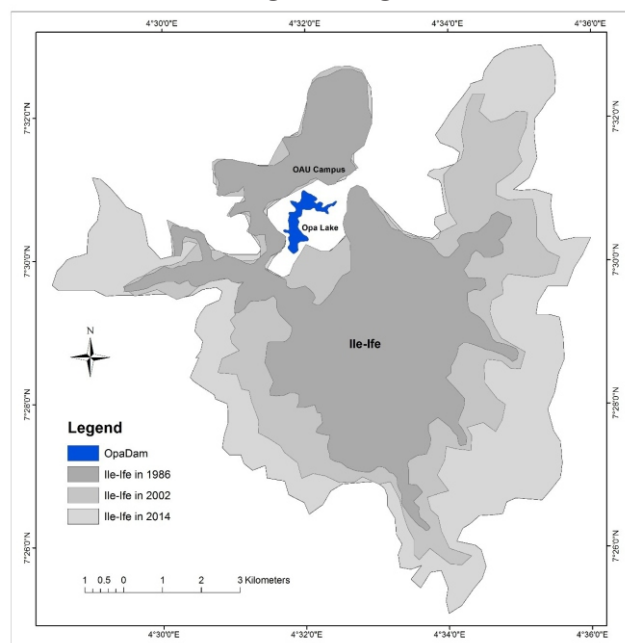 4°30'0"E 4°32'0"E 4°34'0"E 4°36'0"E
7°32'0"N 7°32'0"N
OAU Campus
Opa Lake
7°30'0"N 7°30'0"N
Ile-Ife
N
7°28'0"N 7°28'0"N
Legend
OpaDam
Ile-Ife in 1986
Ile-Ife in 2002
Ile-Ife in 2014
7°26'0"N 7°26'0"N
1 0.5 0 1 2 3 Kilometers
4°30'0"E 4°32'0"E 4°34'0"E 4°36'0"E